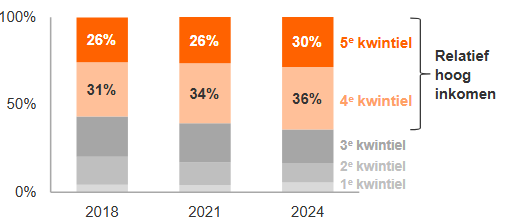 100%
26%
26%
30%
5e kwintiel
Relatief
hoog
inkomen
31%
34%
36%
4e kwintiel
50%
3e kwintiel
2e kwintiel
1e kwintiel
0%
2018
2021
2024